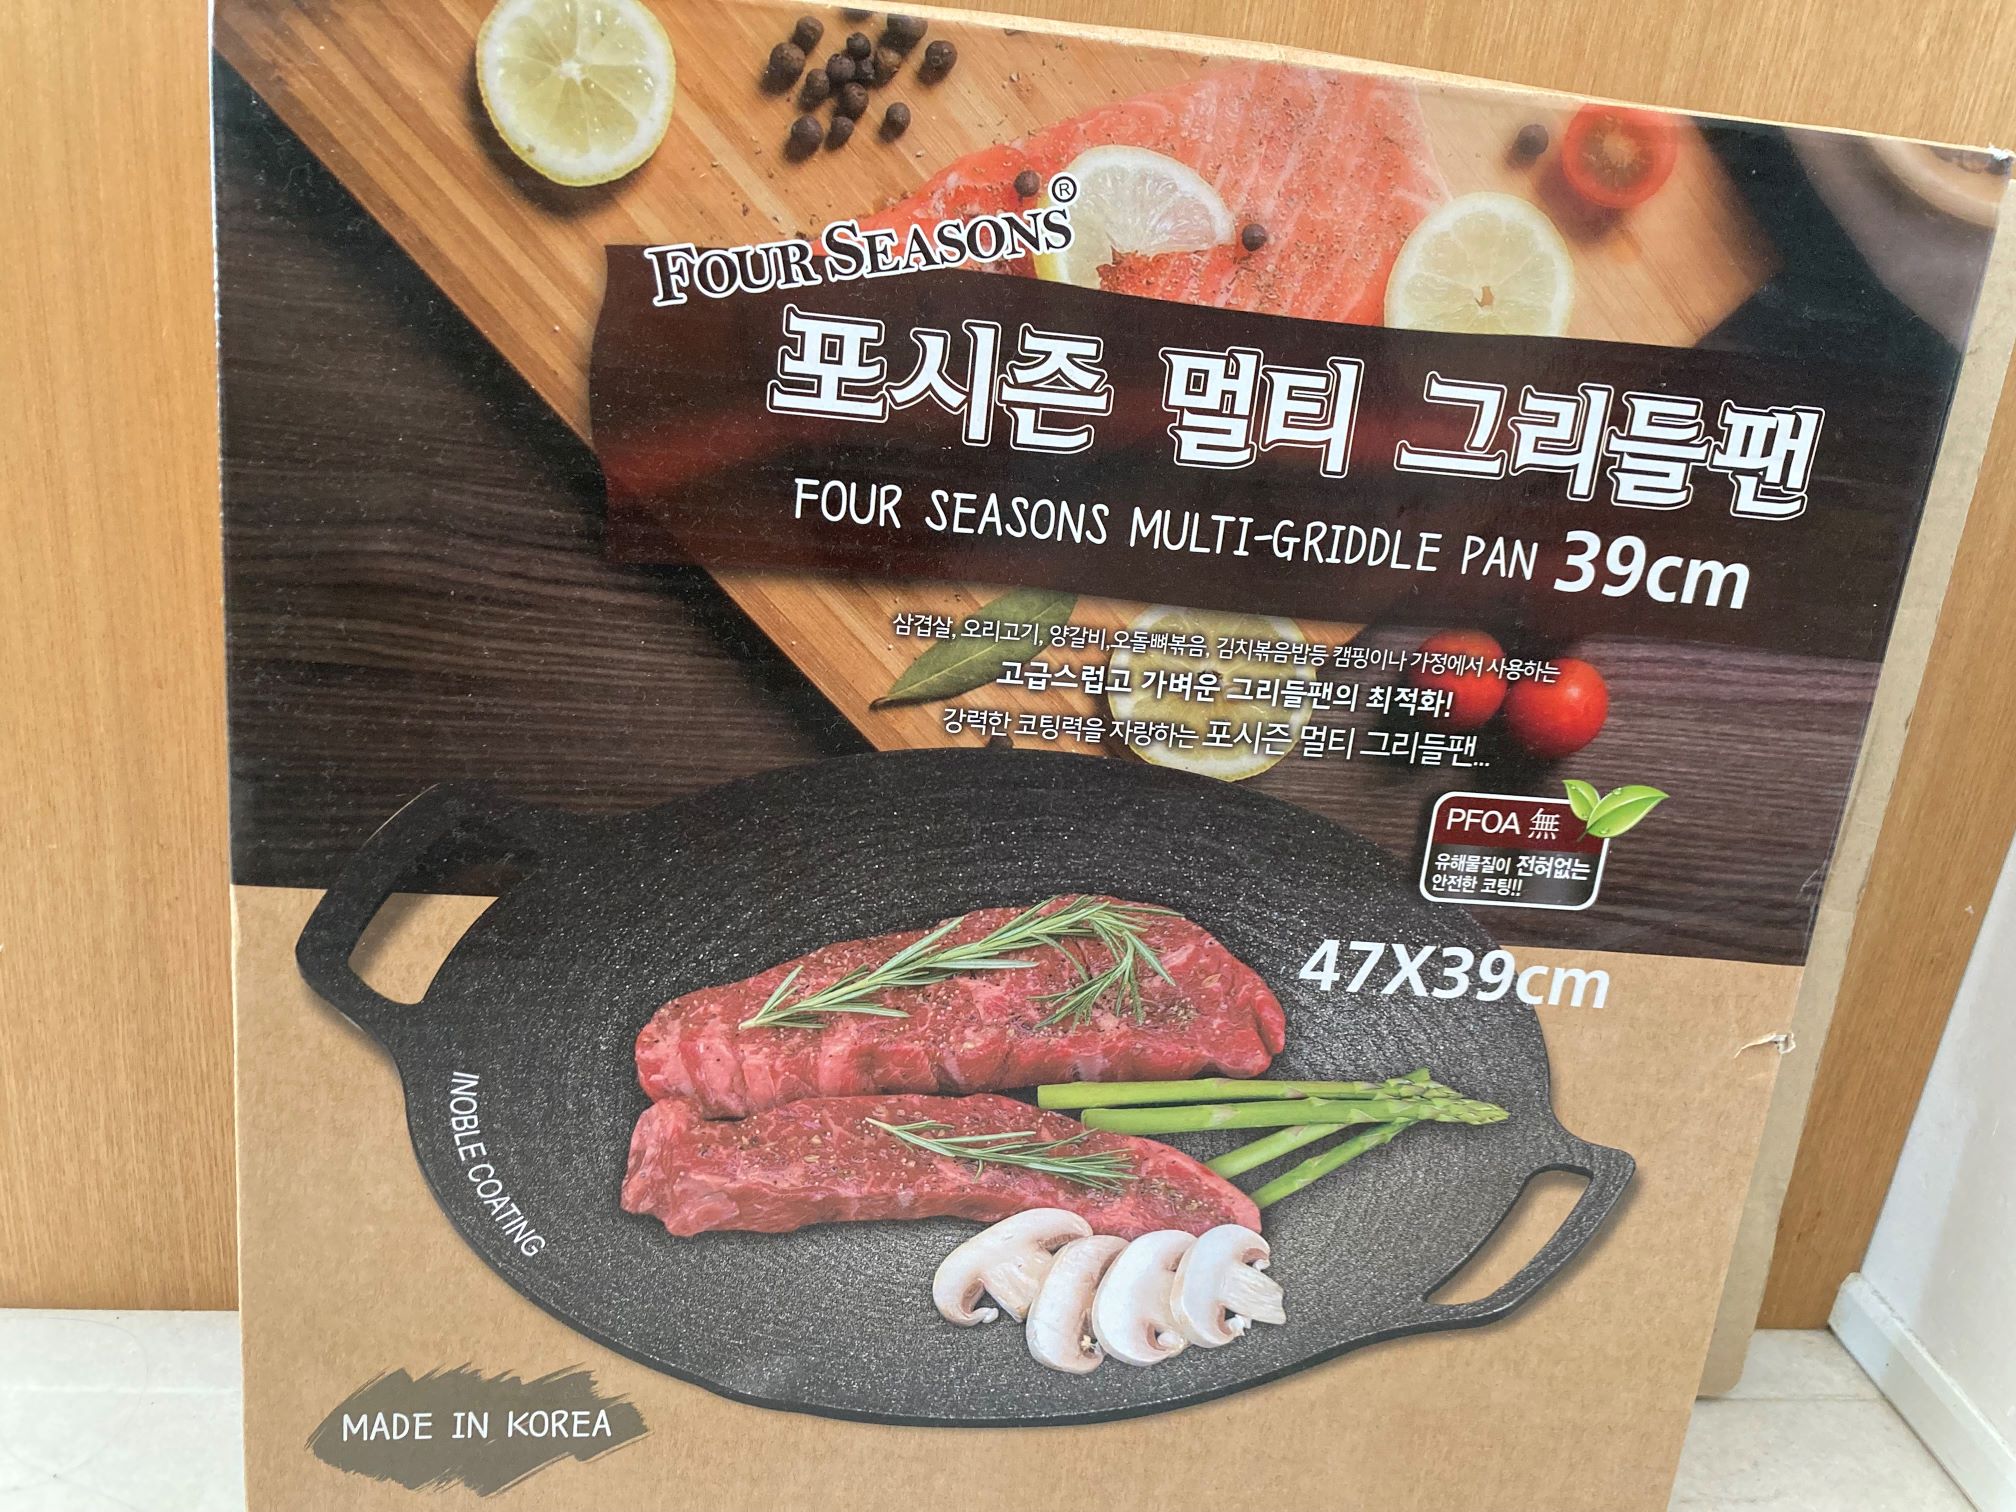 FOUR SEASONS®
포시즌 멀티 그리들팬
FOUR SEASONS MULTI-GRIDDLE PAN 39cm
삼겹살, 오리고기, 양갈비,오돌뼈볶음, 김치볶음밥등 캠핑이나 가정에서 사용하는
고급스럽고 가벼운 그리들팬의 최적화!
강력한 코팅력을 자랑하는 포시즌 멀티 그리들팬...
PFOA 無
유해물질이 전혀없는
안전한 코팅!!
47X39cm
INOBLE COATING
MADE IN KOREA